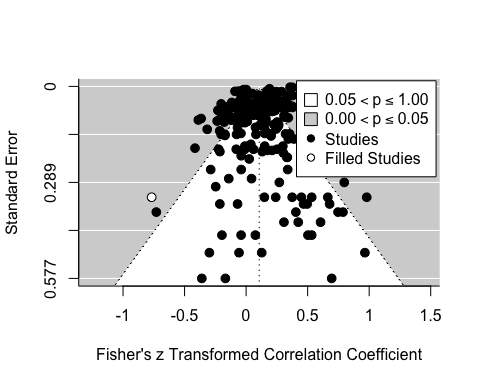 0.05 < p ≤ 1.00
0.00 < p ≤ 0.05
Studies
Filled Studies
Standard Error
0
0.289
0.577
-1 -0.5 0 0.5 1 1.5
Fisher's z Transformed Correlation Coefficient